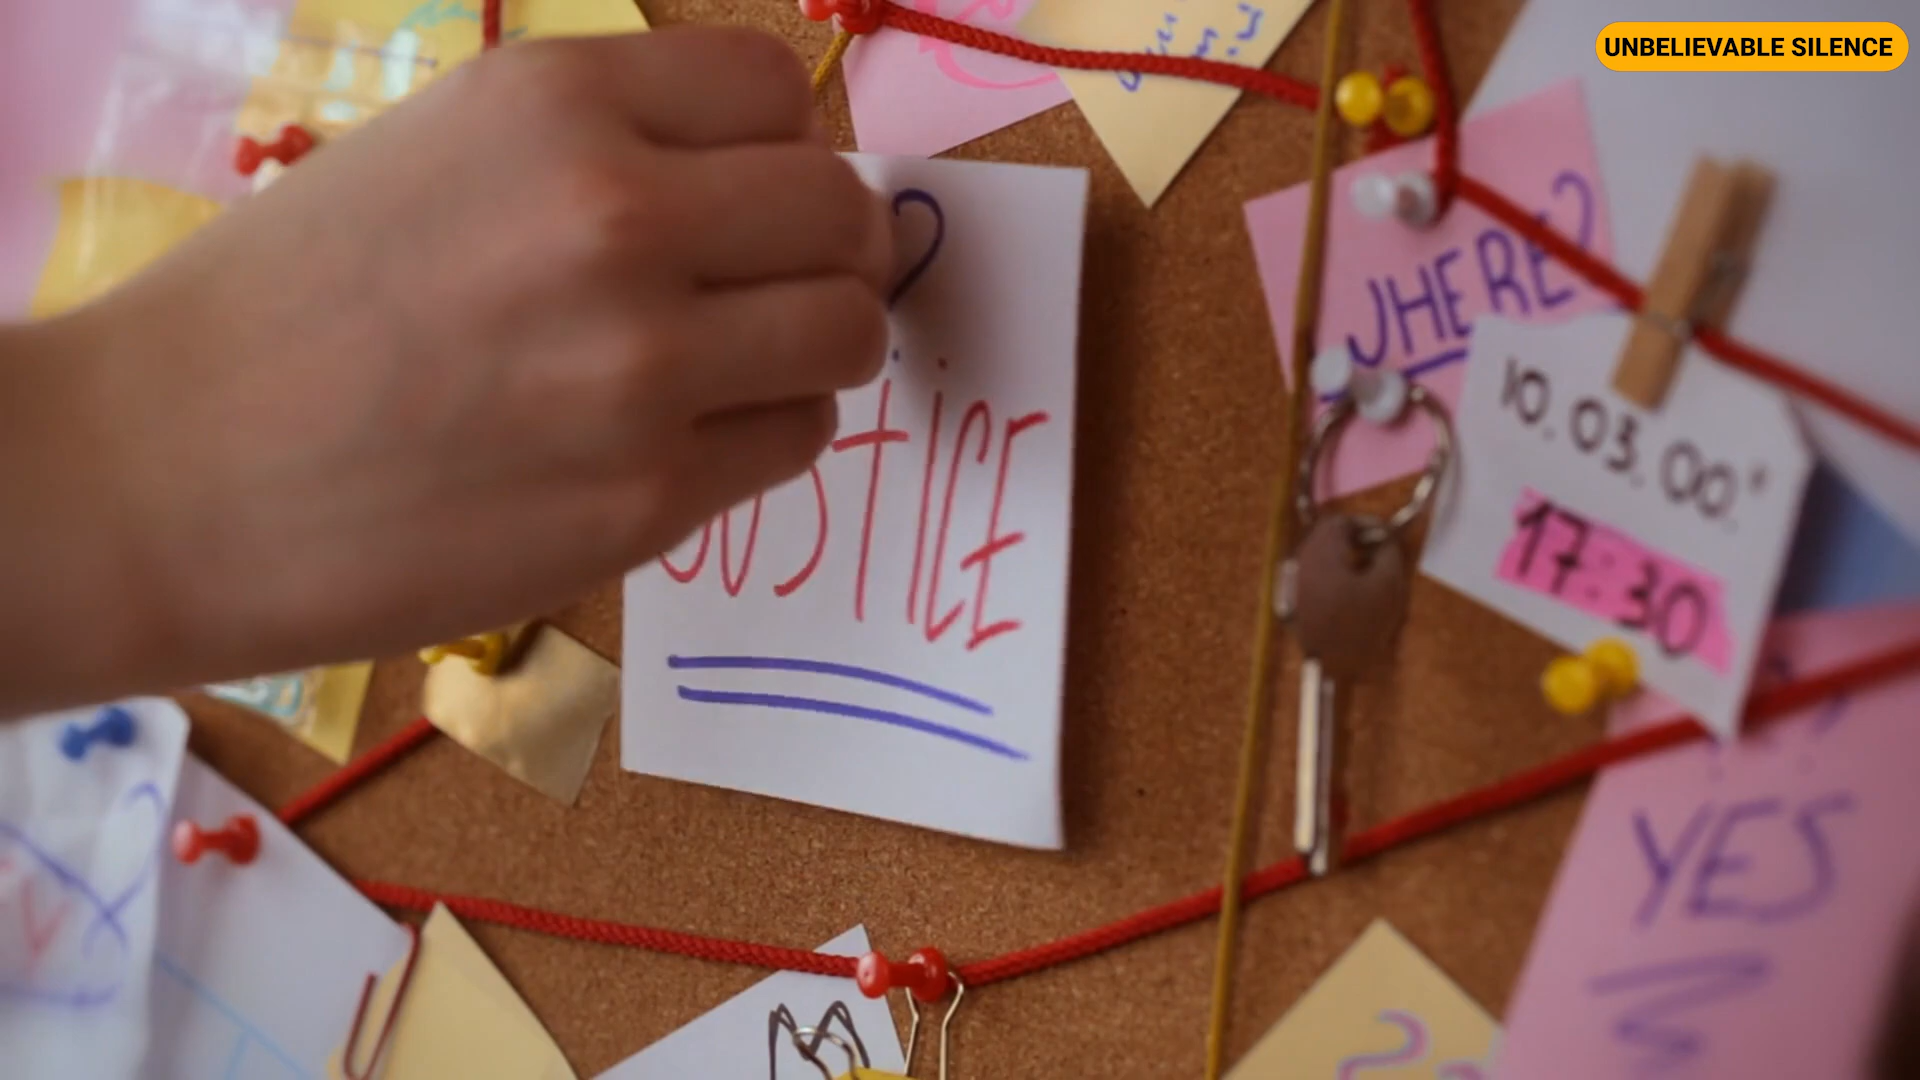 UNBELIEVABLE SILENCE
?
JUSTICE
WHERE?
10.03.00.
17:30
YES